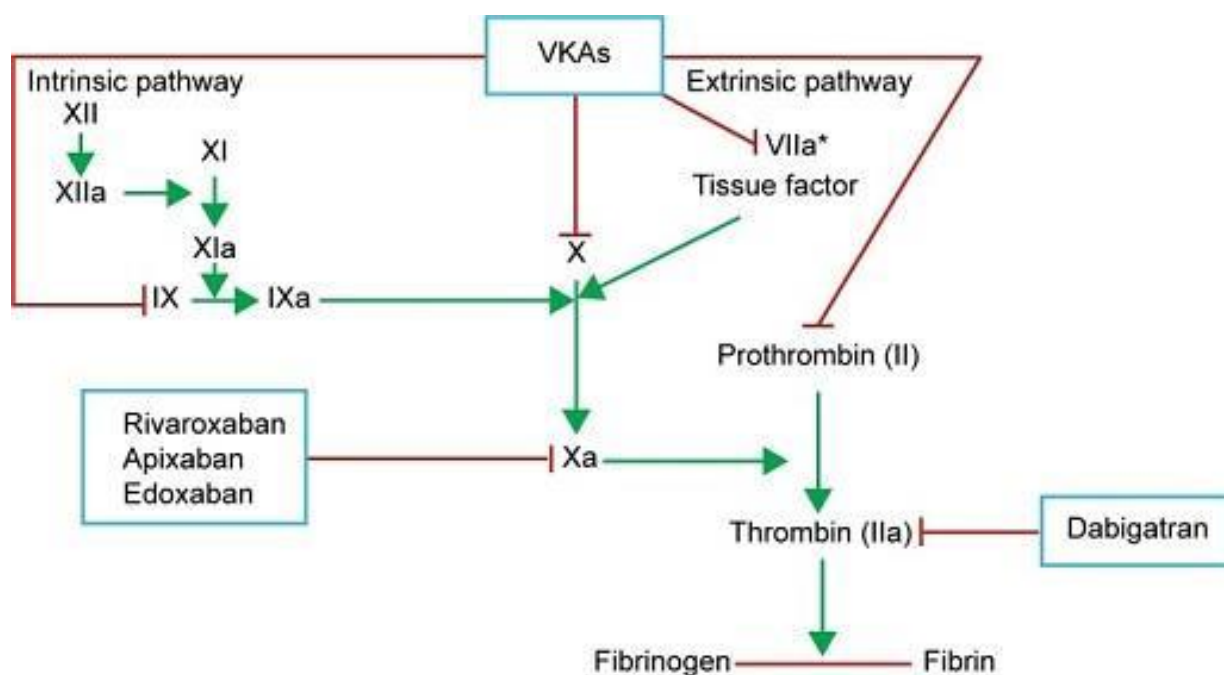 VKAs
Intrinsic pathway
Extrinsic pathway
XII
XI
VIIa*
XIIa
Tissue factor
XIa
X
IX
IXa
Prothrombin (II)
Rivaroxaban
Apixaban
Edoxaban
Xa
Thrombin (IIa)
Dabigatran
Fibrinogen
Fibrin